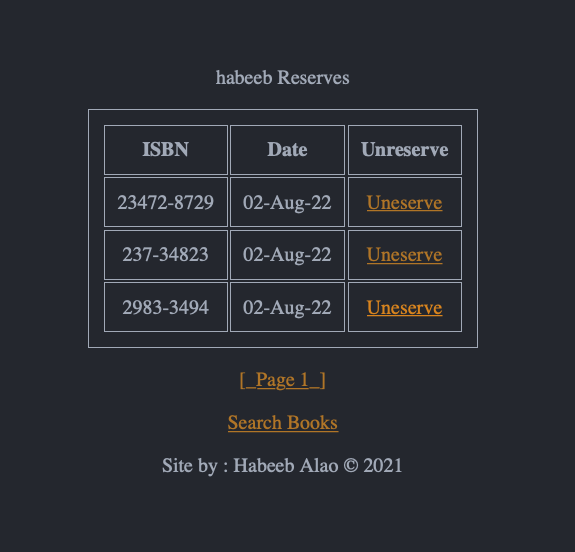 habeeb Reserves
ISBN Date Unreserve
23472-8729 02-Aug-22 Uneserve
237-34823 02-Aug-22 Uneserve
2983-3494 02-Aug-22 Uneserve
[_Page 1_]
Search Books
Site by : Habeeb Alao © 2021